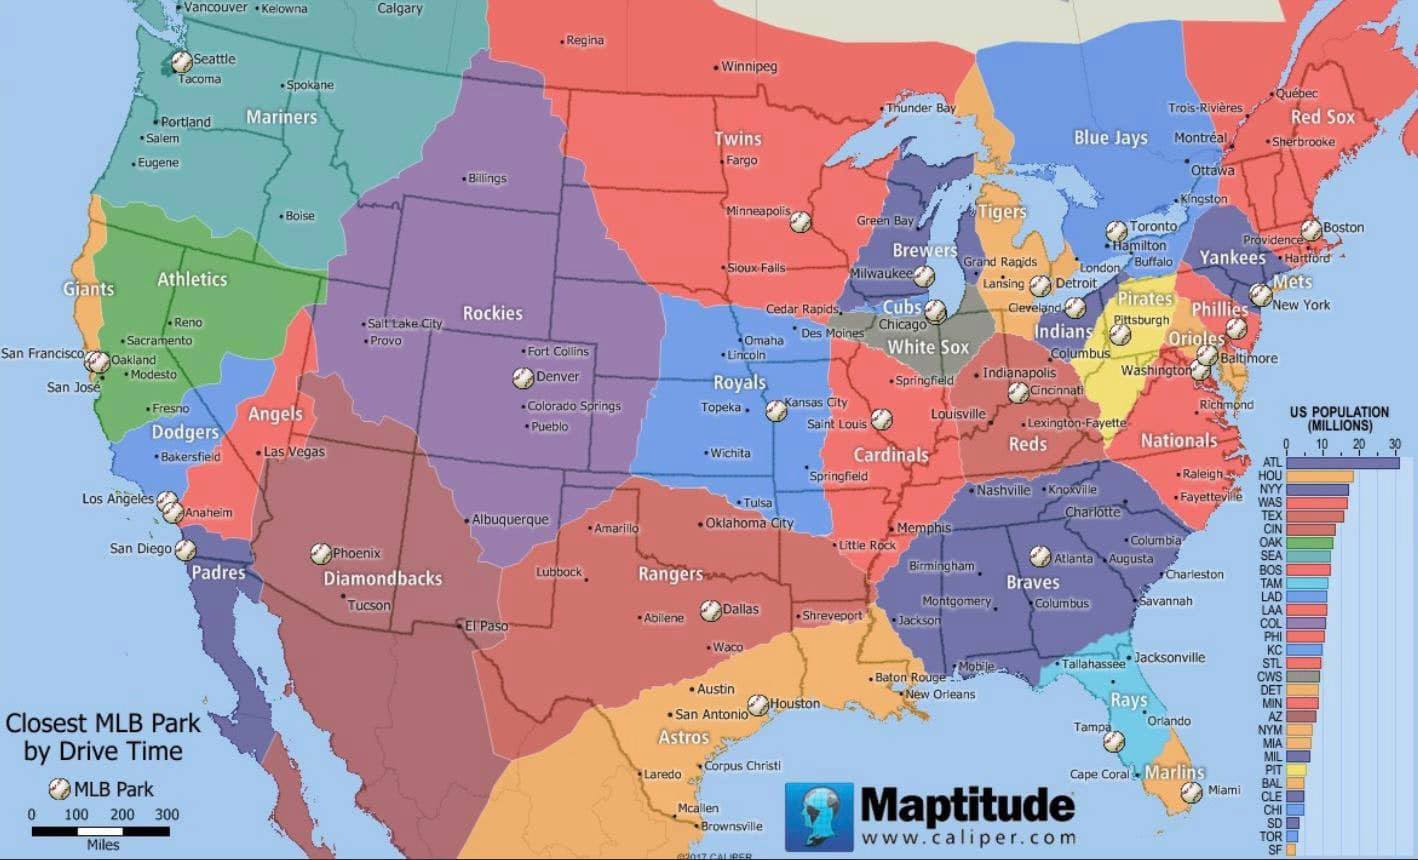 Vancouver
Kelowna
Calgary
Regina
Winnipeg
Seattle
Tacoma
Spokane
Mariners
Portland
Salem
Eugene
Boise
Billings
Twins
Fargo
Minneapolis
Sioux Falls
Thunder Bay
Blue Jays
Trois-Rivières
Québec
Red Sox
Montréal
Sherbrooke
Ottawa
Kingston
Green Bay
Tigers
Toronto
Hamilton
Buffalo
London
Boston
Providence
Hartford
Yankees
Brewers
Milwaukee
Grand Rapids
Lansing
Detroit
Mets
New York
Giants
Athletics
Reno
Sacramento
San Francisco
Oakland
Modesto
San José
Fresno
Salt Lake City
Provo
Rockies
Fort Collins
Denver
Colorado Springs
Pueblo
Cedar Rapids
Des Moines
Omaha
Lincoln
Cubs
Chicago
White Sox
Cleveland
Indians
Columbus
Pirates
Pittsburgh
Phillies
Orioles
Baltimore
Washington
Richmond
Royals
Topeka
Kansas City
Wichita
Springfield
Tulsa
Springfield
Saint Louis
Cardinals
Indianapolis
Cincinnati
Louisville
Lexington-Fayette
Reds
Nationals
Raleigh
Fayetteville
Angels
Dodgers
Bakersfield
Las Vegas
Los Angeles
Anaheim
San Diego
Padres
Phoenix
Diamondbacks
Tucson
Albuquerque
El Paso
Amarillo
Oklahoma City
Lubbock
Rangers
Abilene
Dallas
Waco
Shreveport
Little Rock
Memphis
Nashville
Knoxville
Charlotte
Birmingham
Atlanta
Braves
Columbia
Augusta
Charleston
Montgomery
Columbus
Savannah
Jackson
Mobile
Tallahassee
Jacksonville
Baton Rouge
New Orleans
Austin
Houston
San Antonio
Astros
Laredo
Corpus Christi
Mcallen
Brownsville
Rays
Orlando
Tampa
Cape Coral
Marlins
Miami
US POPULATION
(MILLIONS)
0 10 20 30
ATL
HOU
NYY
WAS
TEX
CIN
OAK
SEA
BOS
TAM
LAD
LAA
COL
PHI
KC
STL
CWS
DET
MIN
AZ
NYM
MIA
MIL
PIT
BAL
CLE
CHI
SD
TOR
SF
Closest MLB Park
by Drive Time
MLB Park
0 100 200 300
Miles
Maptitude
www.caliper.com
©2017 CALIPER